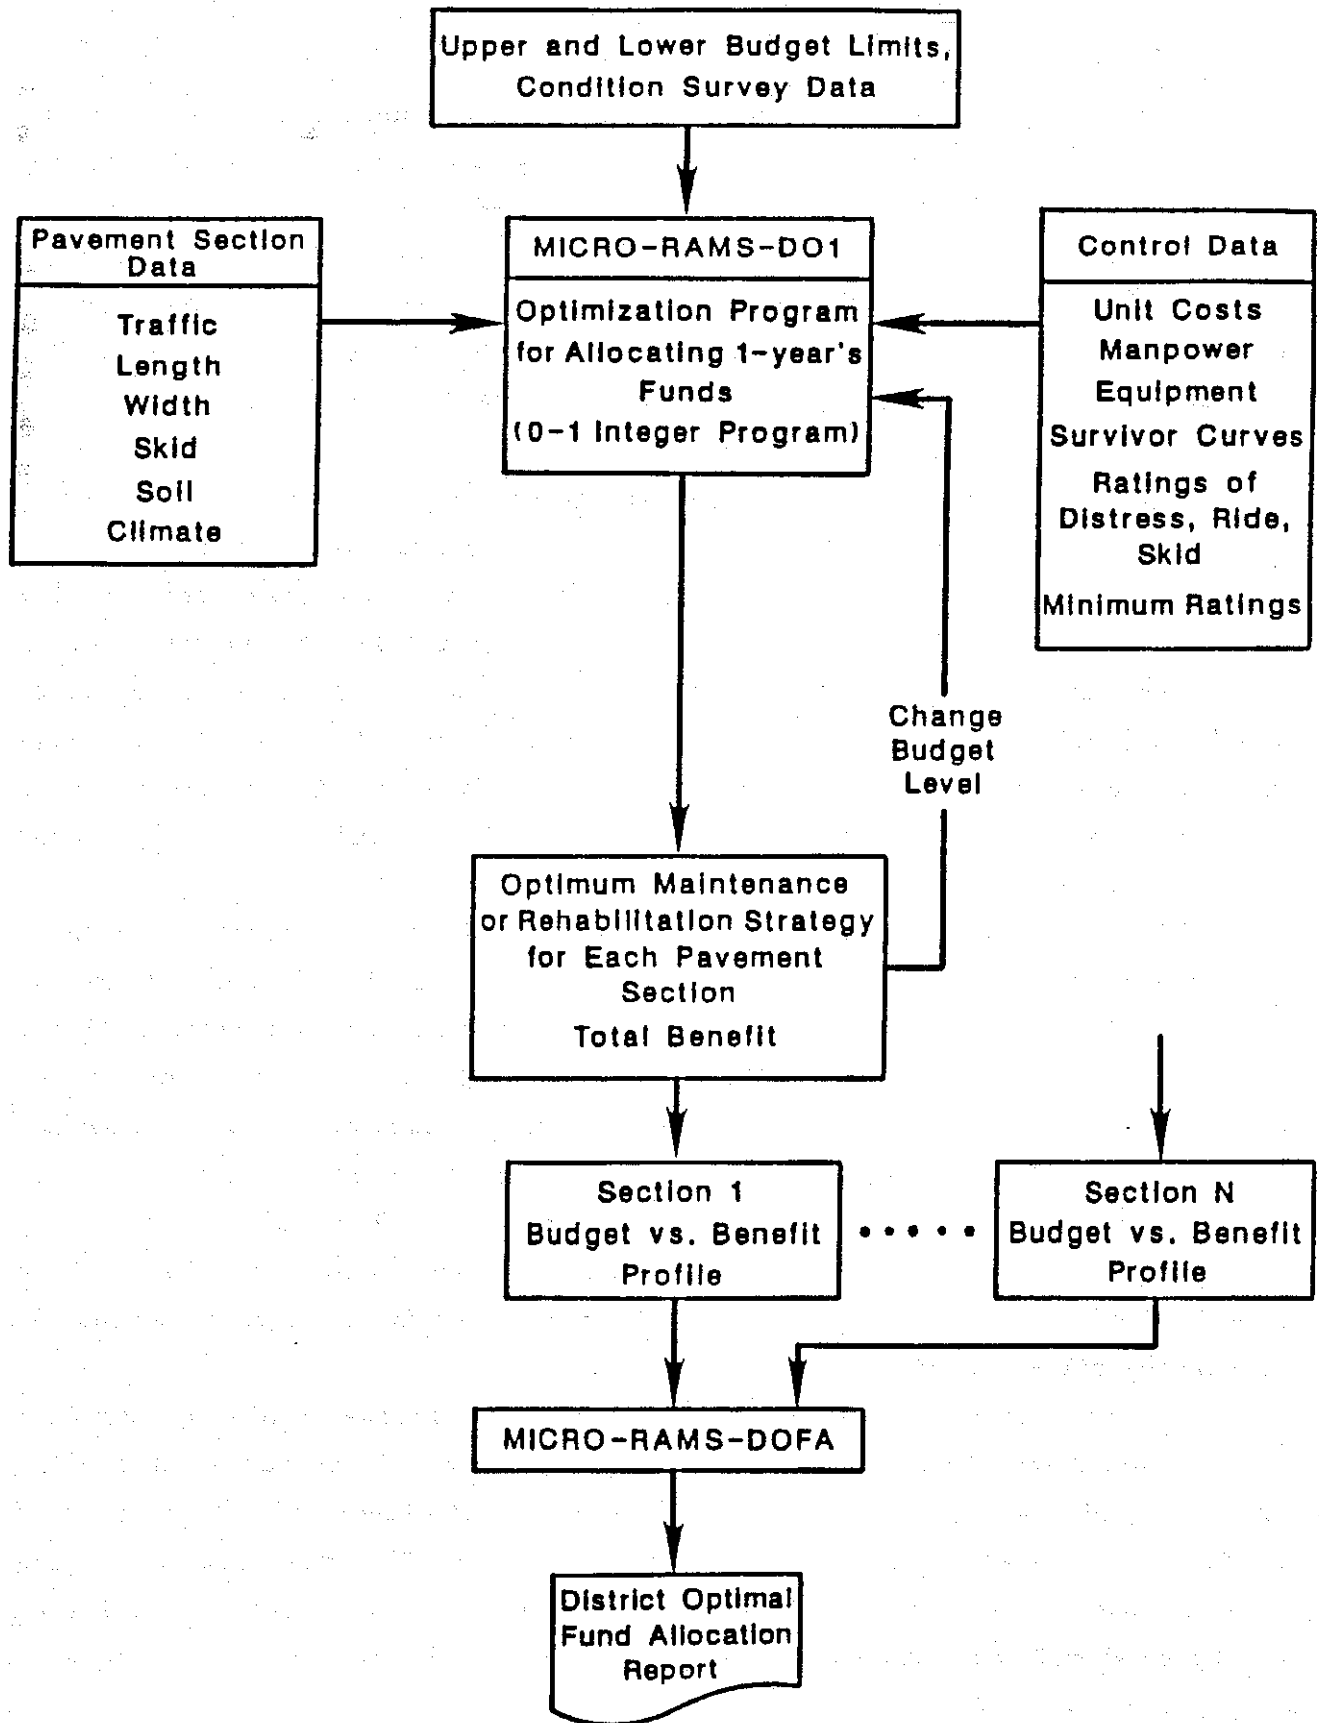 Upper and Lower Budget Limits,
Condition Survey Data
Pavement Section
Data
Traffic
Length
Width
Skid
Soil
Climate
MICRO-RAMS-DO1
Optimization Program
for Allocating 1-year's
Funds
(0-1 Integer Program)
Control Data
Unit Costs
Manpower
Equipment
Survivor Curves
Ratings of
Distress, Ride,
Skid
Minimum Ratings
Change
Budget
Level
Optimum Maintenance
or Rehabilitation Strategy
for Each Pavement
Section
Total Benefit
Section 1
Budget vs. Benefit
Profile
Section N
Budget vs. Benefit
Profile
MICRO-RAMS-DOFA
District Optimal
Fund Allocation
Report